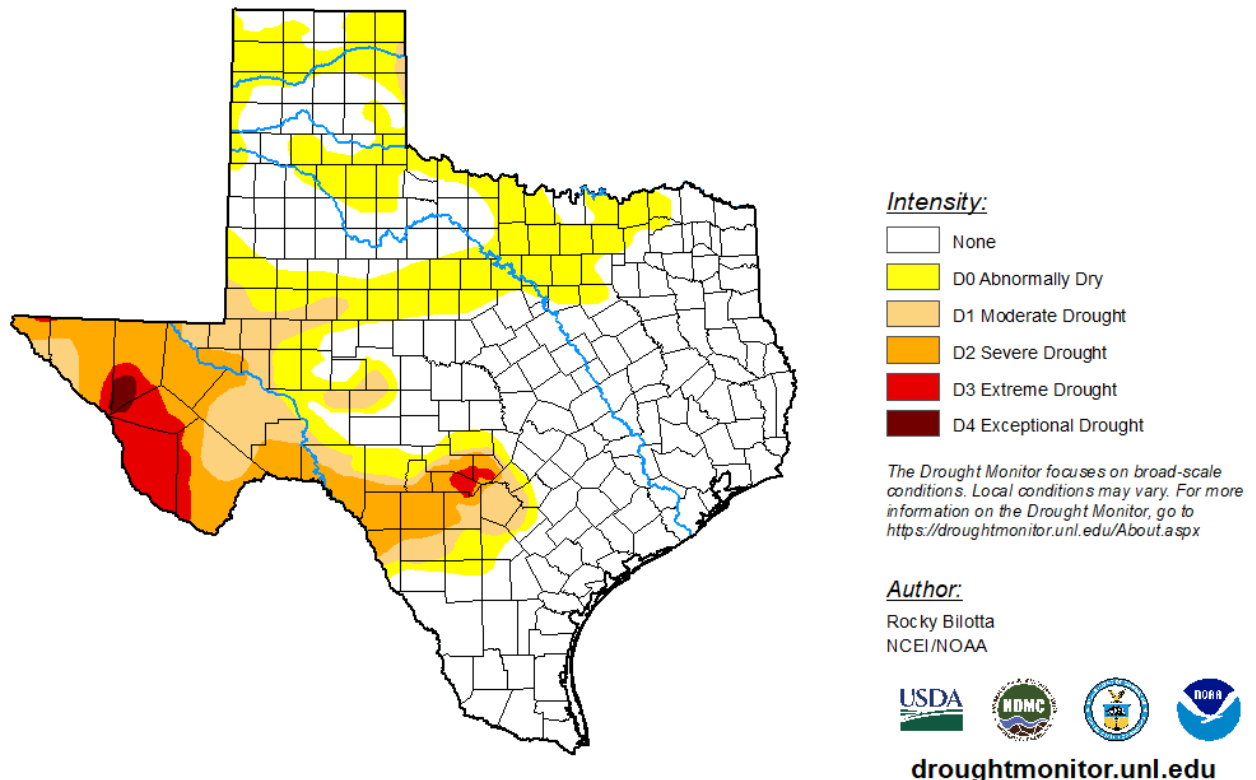 Intensity:
None
D0 Abnormally Dry
D1 Moderate Drought
D2 Severe Drought
D3 Extreme Drought
D4 Exceptional Drought
The Drought Monitor focuses on broad-scale
conditions. Local conditions may vary. For more
information on the Drought Monitor, go to
https://droughtmonitor.unl.edu/About.aspx
Author:
Rocky Bilotta
NCEI/NOAA
USDA
NDMC
NOAA
droughtmonitor.unl.edu